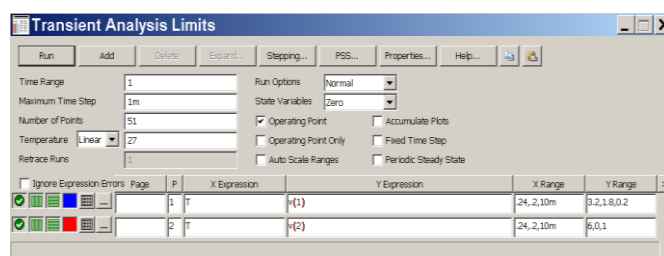 Transient Analysis Limits
Run Add Delete Expand... Stepping... PSS... Properties... Help...
Time Range 1 Run Options Normal
Maximum Time Step 1m State Variables Zero
Number of Points 51 Operating Point Accumulate Plots
Temperature Linear 27 Operating Point Only Fixed Time Step
Retrace Runs 1 Auto Scale Ranges Periodic Steady State
Ignore Expression Errors Page P X Expression Y Expression X Range Y Range >
... 1 T v(1) .24,.2,10m 3.2,1.8,0.2
... 2 T v(2) .24,.2,10m 6,0,1